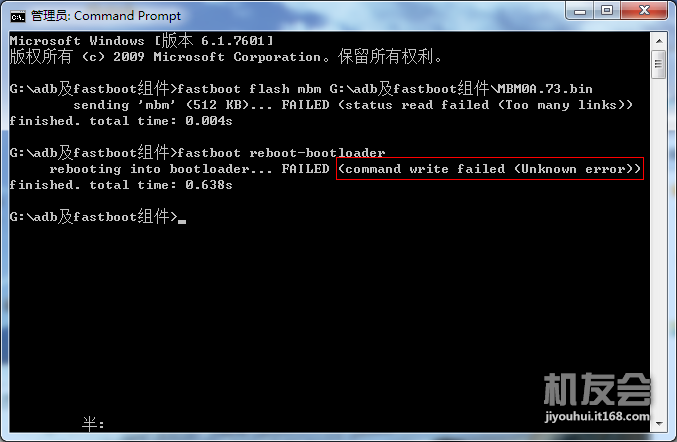 管理员: Command Prompt
Microsoft Windows [版本 6.1.7601]
版权所有 (c) 2009 Microsoft Corporation。保留所有权利。
G:\adb及fastboot组件>fastboot flash mbm G:\adb及fastboot组件\MBM0A.73.bin
sending 'mbm' (512 KB)... FAILED (status read failed (Too many links))
finished. total time: 0.004s
G:\adb及fastboot组件>fastboot reboot-bootloader
rebooting into bootloader... FAILED (command write failed (Unknown error))
finished. total time: 0.638s
G:\adb及fastboot组件>_
半:
机友会
jiyouhui.it168.com